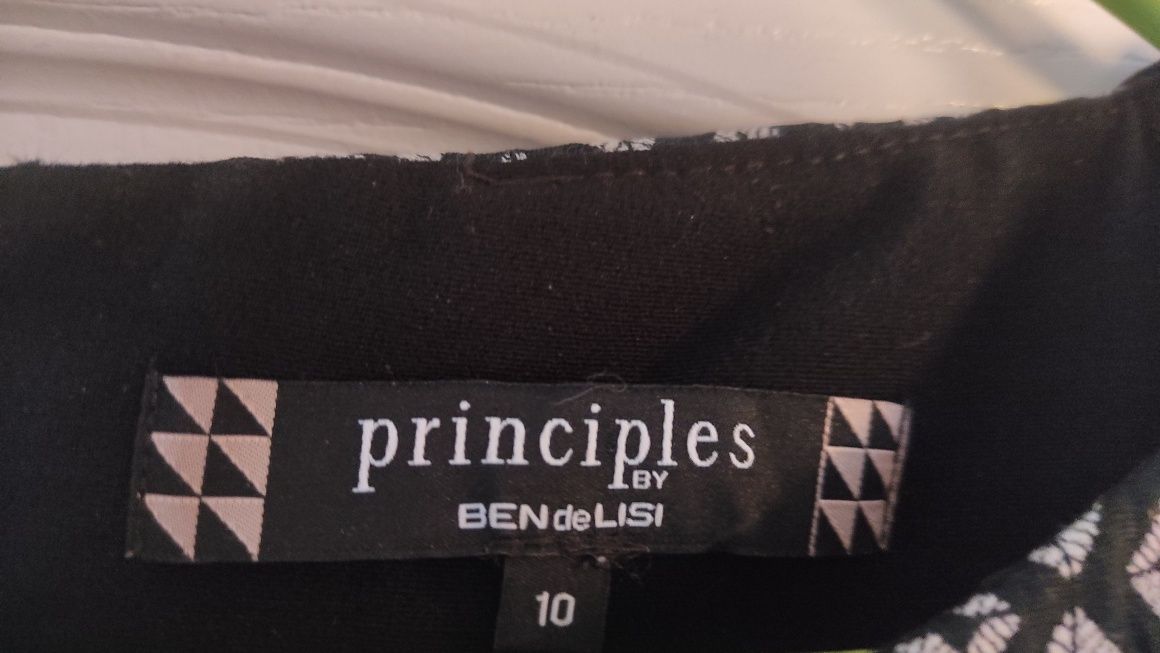 principles
BY
BEN de LISI
10